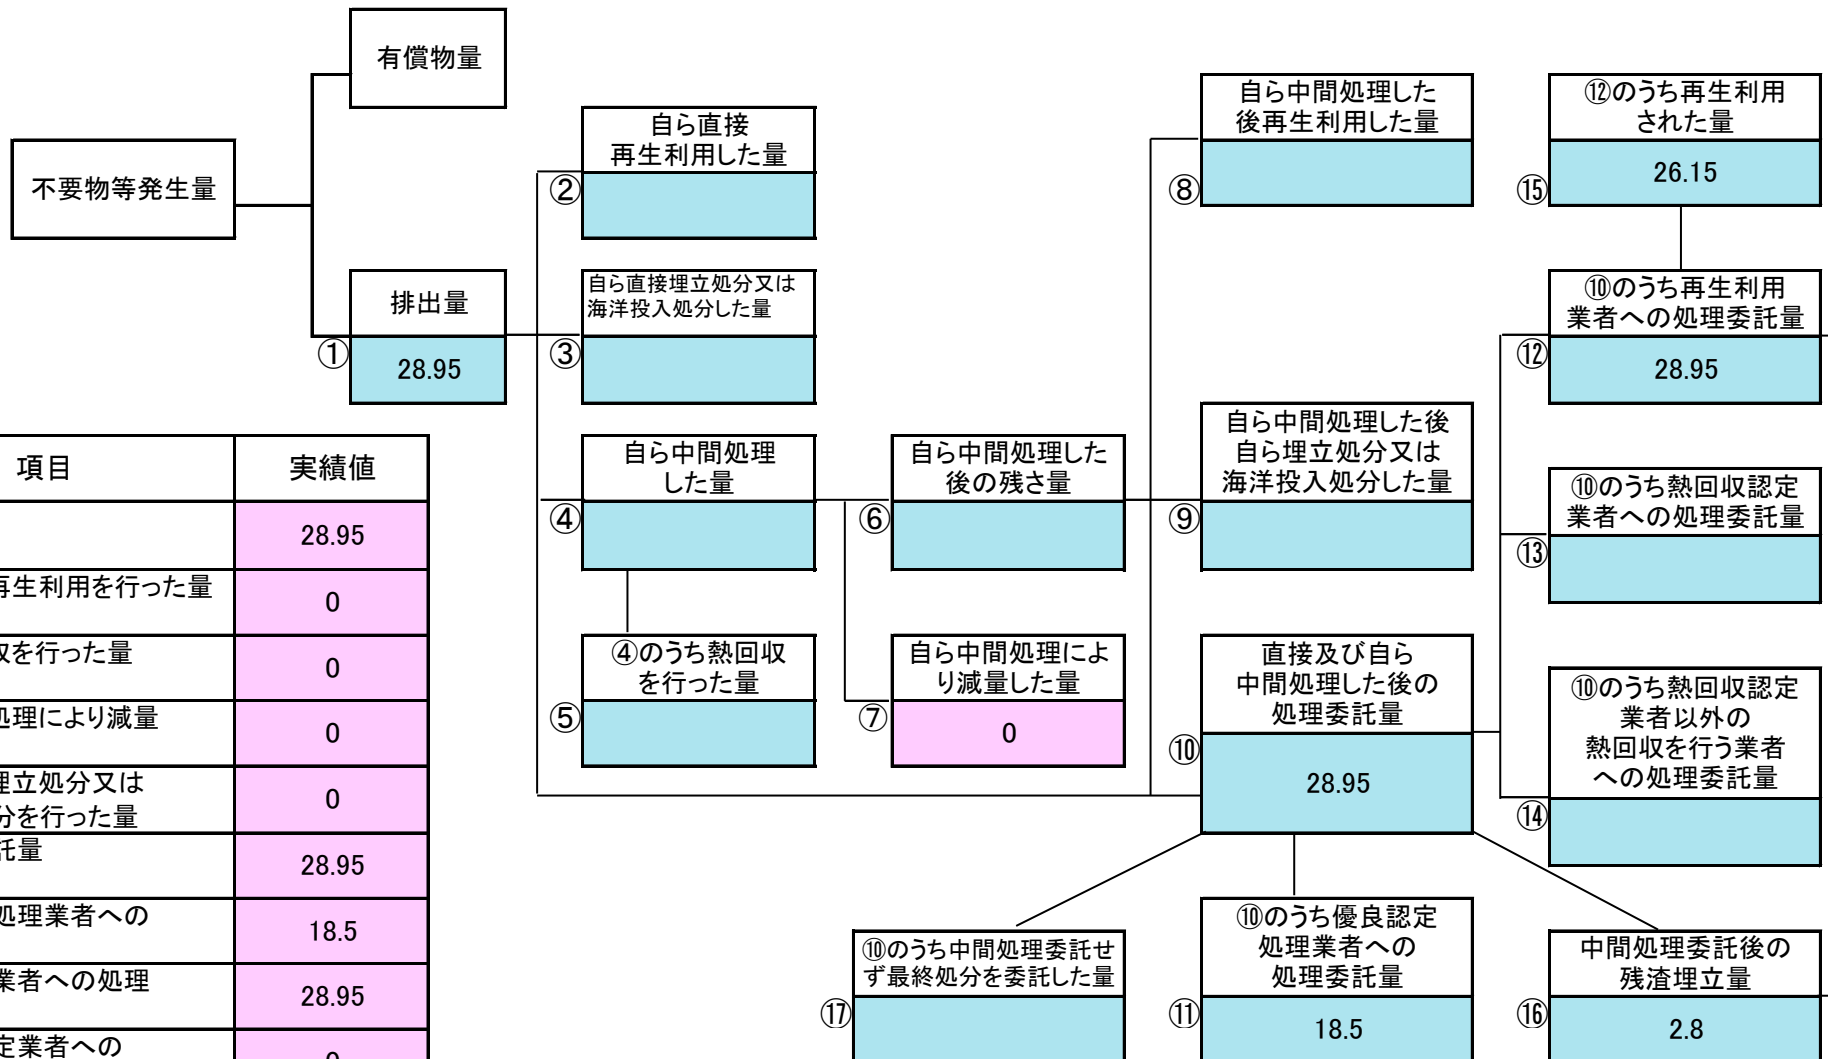 有償物量
不要物等発生量
排出量
①
28.95
自ら直接
再生利用した量
②
自ら直接埋立処分又は
海洋投入処分した量
③
自ら中間処理
した量
④
④のうち熱回収
を行った量
⑤
自ら中間処理した
後の残さ量
⑥
自ら中間処理によ
り減量した量
⑦
0
自ら中間処理した
後再生利用した量
⑧
自ら中間処理した後
自ら埋立処分又は
海洋投入処分した量
⑨
直接及び自ら
中間処理した後の
処理委託量
⑩
28.95
⑫のうち再生利用
された量
⑮
26.15
⑩のうち再生利用
業者への処理委託量
⑫
28.95
⑩のうち熱回収認定
業者への処理委託量
⑬
⑩のうち熱回収認定
業者以外の
熱回収を行う業者
への処理委託量
⑭
⑩のうち中間処理委託せ
ず最終処分を委託した量
⑰
⑩のうち優良認定
処理業者への
処理委託量
⑪
18.5
中間処理委託後の
残渣埋立量
⑯
2.8
項目 実績値
28.95
再生利用を行った量
0
を行った量
0
処理により減量
0
埋立処分又は
分を行った量
0
託量
28.95
処理業者への
18.5
業者への処理
28.95
定業者への
0